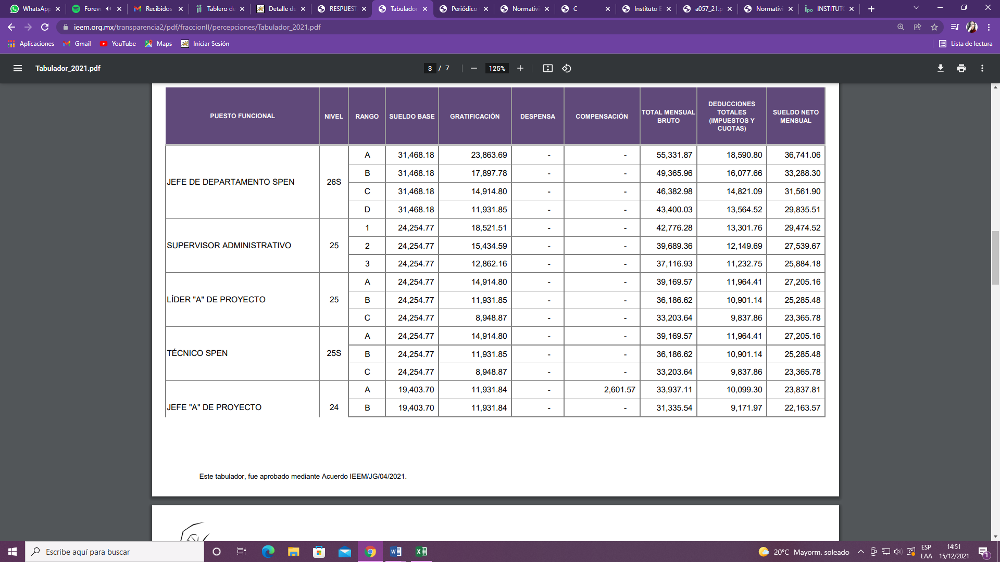 WhatsApp
Forev
Recibidos
Tablero de
Detalle de
RESPUEST
Tabulador
Periódico
Normativi
C
Instituto E
a057_21.p
Normativi
INSTITUTO
ieem.org.mx/transparencia2/pdf/fraccionII/percepciones/Tabulador_2021.pdf
Aplicaciones Gmail YouTube Maps Iniciar Sesión Lista de lectura
Tabulador_2021.pdf 3 / 7 125%
PUESTO FUNCIONAL NIVEL RANGO SUELDO BASE GRATIFICACIÓN DESPENSA COMPENSACIÓN TOTAL MENSUAL BRUTO DEDUCCIONES TOTALES (IMPUESTOS Y CUOTAS) SUELDO NETO MENSUAL
JEFE DE DEPARTAMENTO SPEN 26S
A 31,468.18 23,863.69 - - 55,331.87 18,590.80 36,741.06
B 31,468.18 17,897.78 - - 49,365.96 16,077.66 33,288.30
C 31,468.18 14,914.80 - - 46,382.98 14,821.09 31,561.90
D 31,468.18 11,931.85 - - 43,400.03 13,564.52 29,835.51
SUPERVISOR ADMINISTRATIVO 25
1 24,254.77 18,521.51 - - 42,776.28 13,301.76 29,474.52
2 24,254.77 15,434.59 - - 39,689.36 12,149.69 27,539.67
3 24,254.77 12,862.16 - - 37,116.93 11,232.75 25,884.18
LÍDER "A" DE PROYECTO 25
A 24,254.77 14,914.80 - - 39,169.57 11,964.41 27,205.16
B 24,254.77 11,931.85 - - 36,186.62 10,901.14 25,285.48
C 24,254.77 8,948.87 - - 33,203.64 9,837.86 23,365.78
TÉCNICO SPEN 25S
A 24,254.77 14,914.80 - - 39,169.57 11,964.41 27,205.16
B 24,254.77 11,931.85 - - 36,186.62 10,901.14 25,285.48
C 24,254.77 8,948.87 - - 33,203.64 9,837.86 23,365.78
JEFE "A" DE PROYECTO 24
A 19,403.70 11,931.84 - 2,601.57 33,937.11 10,099.30 23,837.81
B 19,403.70 11,931.84 - - 31,335.54 9,171.97 22,163.57
Este tabulador, fue aprobado mediante Acuerdo IEEM/JG/04/2021.
Escribe aquí para buscar
20°C Mayorm. soleado
ESP
LAA
14:51
15/12/2021
1